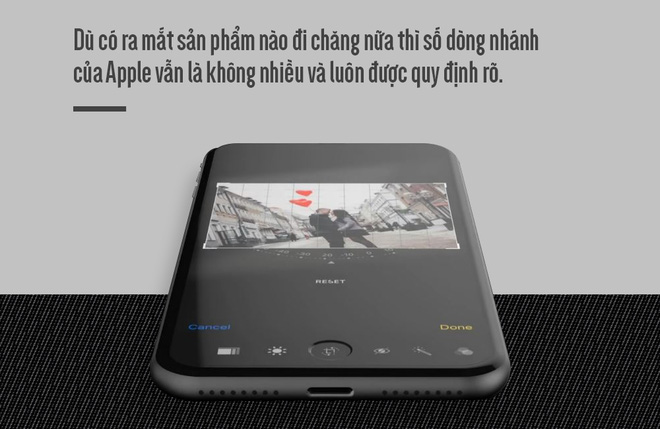 Dù có ra mắt sản phẩm nào đi chăng nữa thì số dòng nhánh
của Apple vẫn là không nhiều và luôn được quy định rõ.
RESET
Cancel
Done